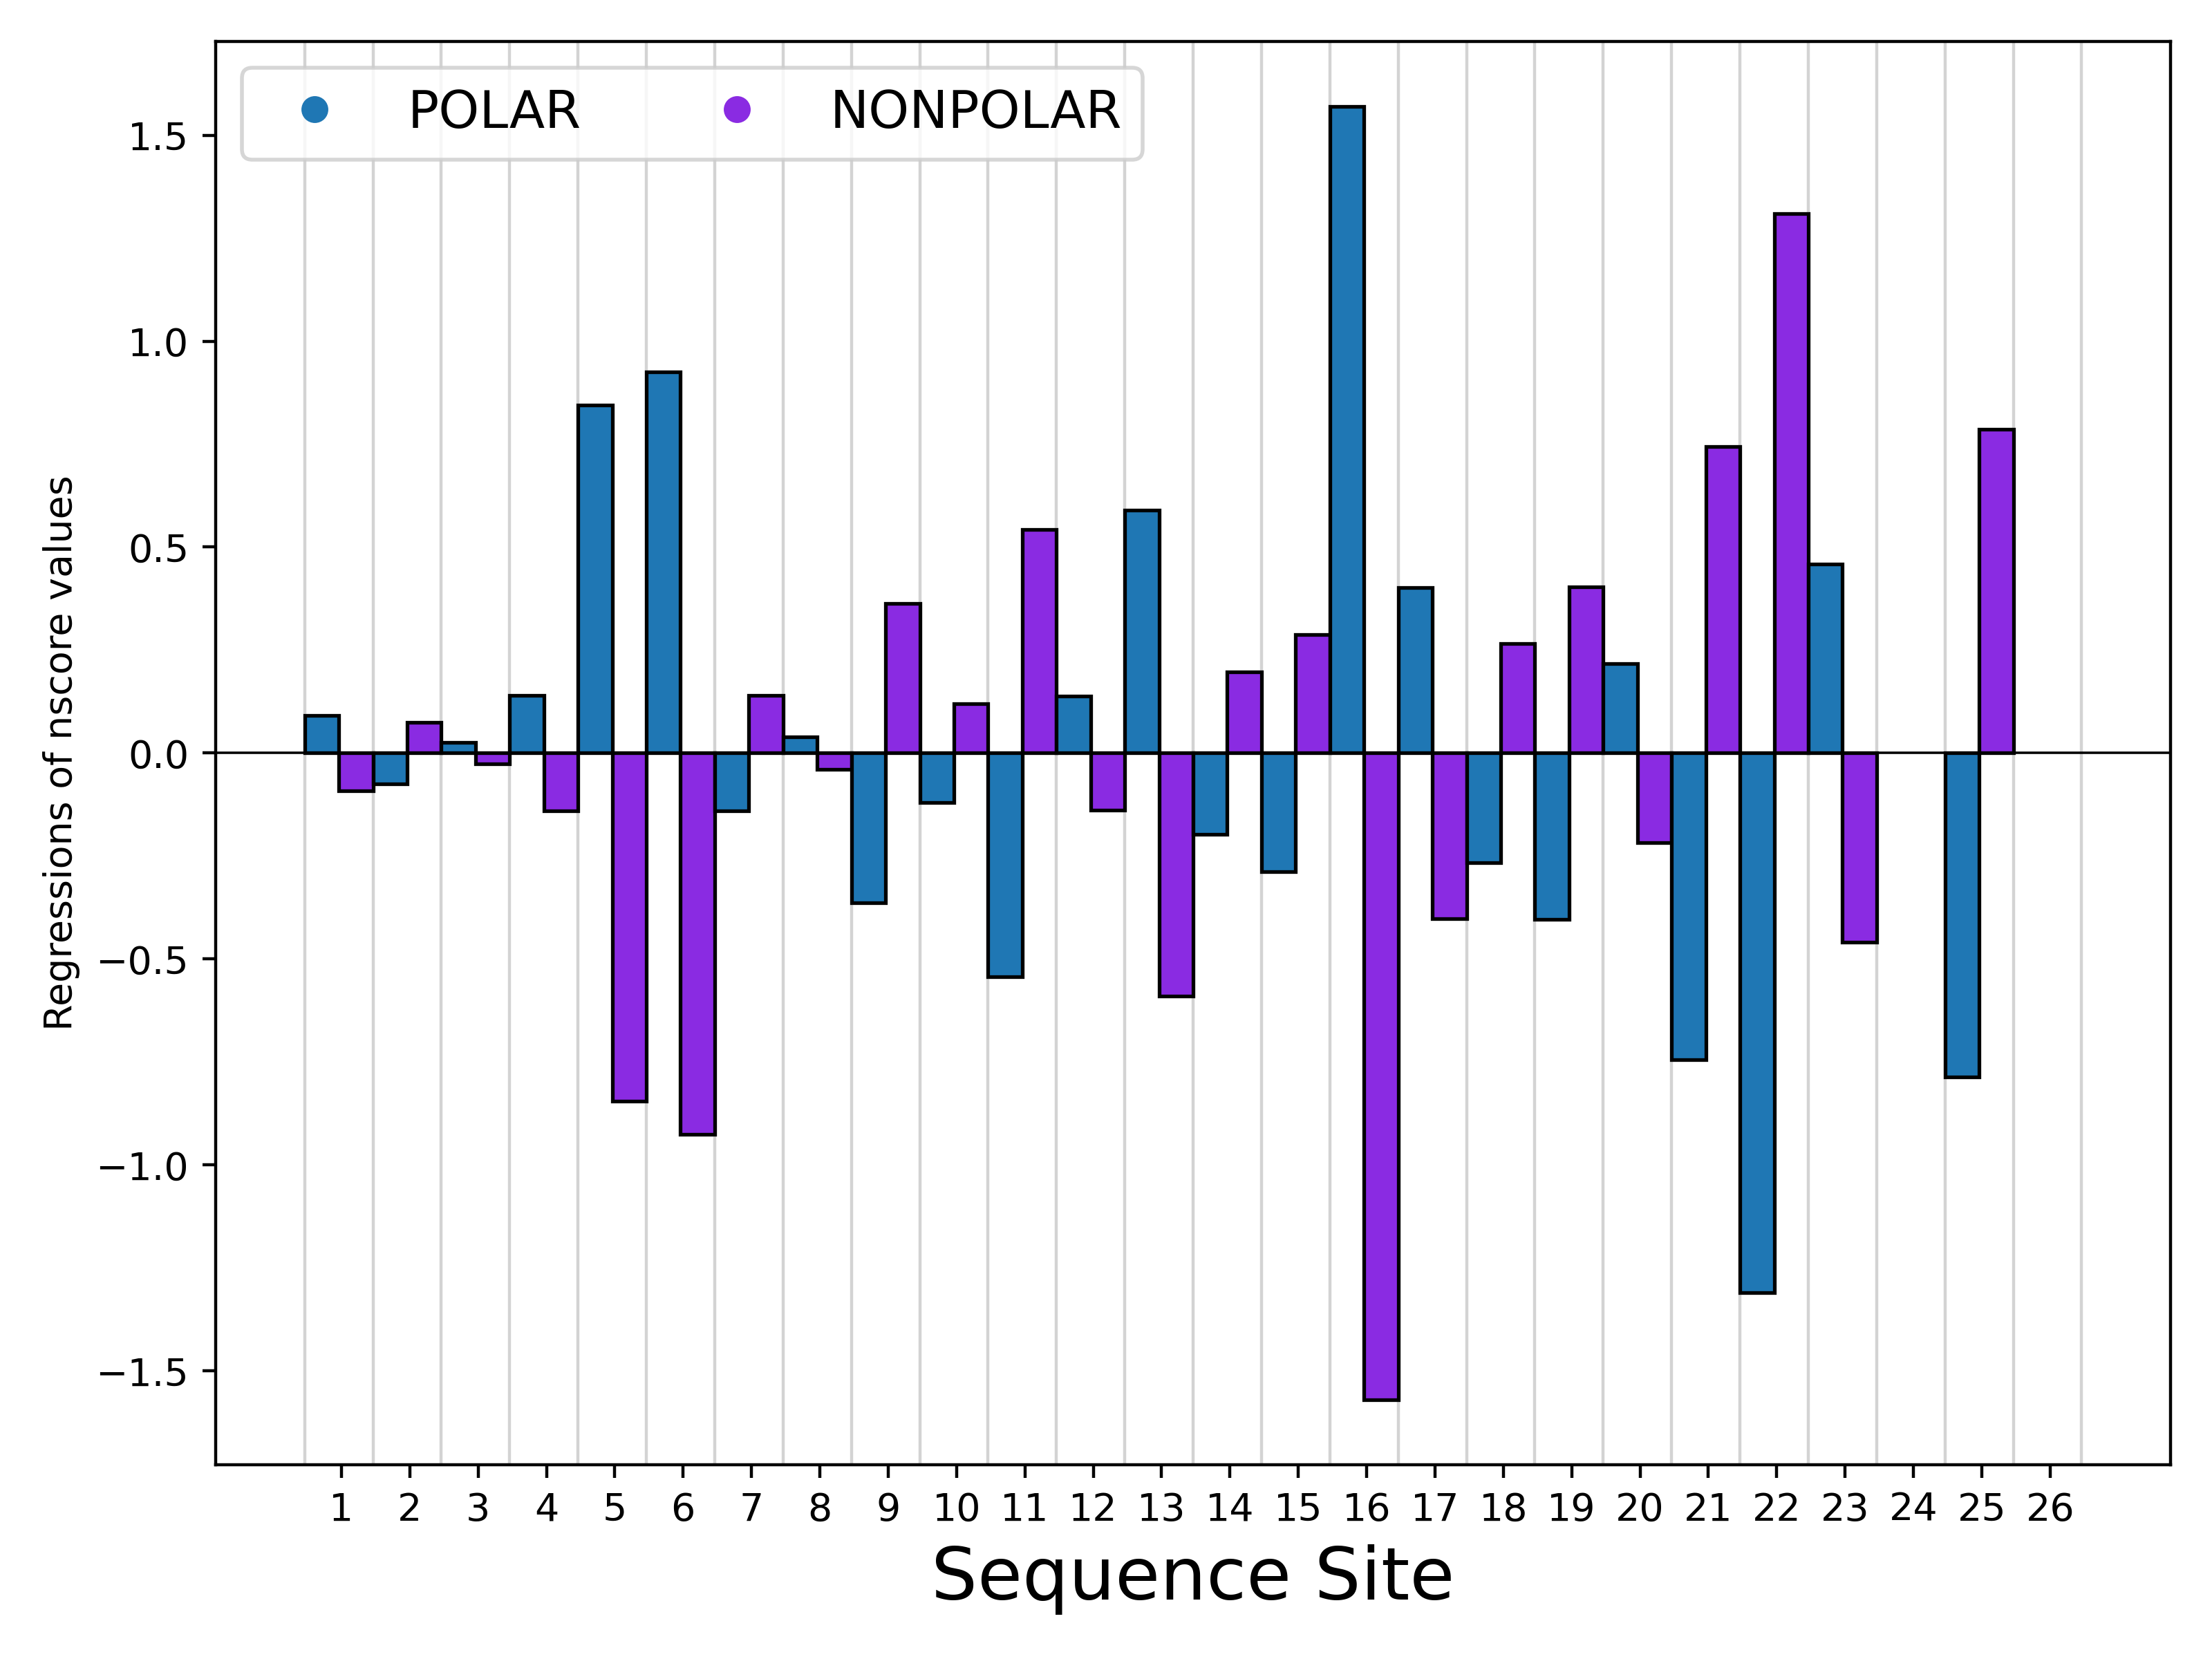 POLAR NONPOLAR
1.5
1.0
0.5
0.0
−0.5
−1.0
−1.5
Regressions of nscore values
1 2 3 4 5 6 7 8 9 10 11 12 13 14 15 16 17 18 19 20 21 22 23 24 25 26
Sequence Site